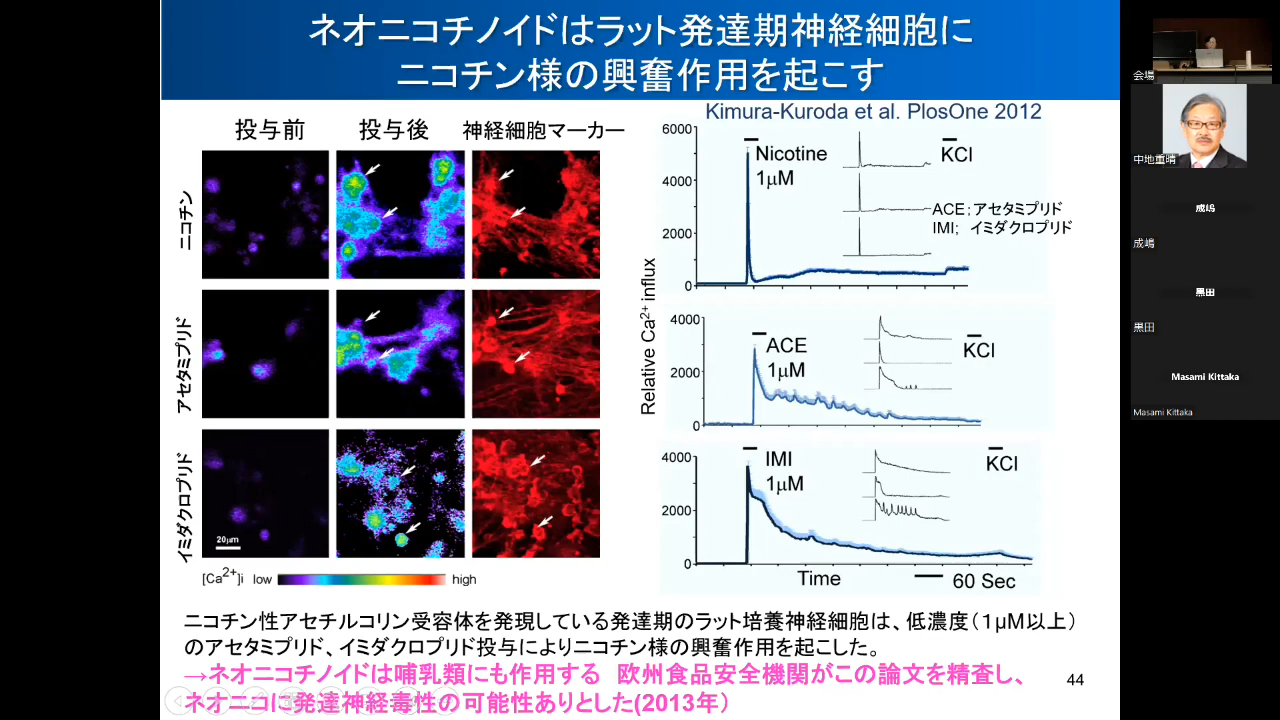 ネオニコチノイドはラット発達期神経細胞に
ニコチン様の興奮作用を起こす
Kimura-Kuroda et al. PlosOne 2012
投与前 投与後 神経細胞マーカー
ニコチン
アセタミプリド
イミダクロプリド
20μm
[Ca2+]i low high
Relative Ca2+ influx
6000
4000
2000
0
Nicotine
1μM
KCl
ACE;アセタミプリド
IMI; イミダクロプリド
4000
2000
0
ACE
1μM
KCl
4000
2000
0
IMI
1μM
KCl
Time
60 Sec
ニコチン性アセチルコリン受容体を発現している発達期のラット培養神経細胞は、低濃度(1μM以上)
のアセタミプリド、イミダクロプリド投与によりニコチン様の興奮作用を起こした。
→ネオニコチノイドは哺乳類にも作用する 欧州食品安全機関がこの論文を精査し、
ネオニコに発達神経毒性の可能性ありとした(2013年)
44
会場
中地重晴
成嶋
成嶋
黒田
黒田
Masami Kittaka
Masami Kittaka